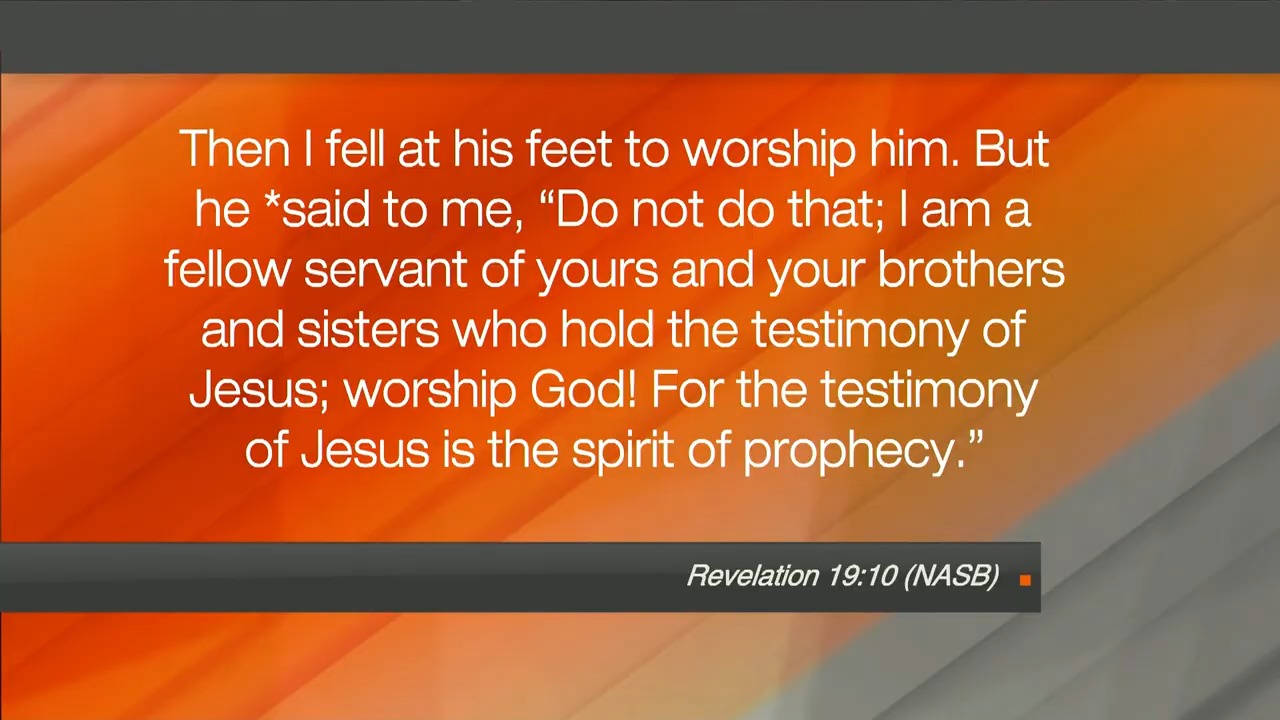 Then I fell at his feet to worship him. But
he *said to me, “Do not do that; I am a
fellow servant of yours and your brothers
and sisters who hold the testimony of
Jesus; worship God! For the testimony
of Jesus is the spirit of prophecy.”
Revelation 19:10 (NASB)